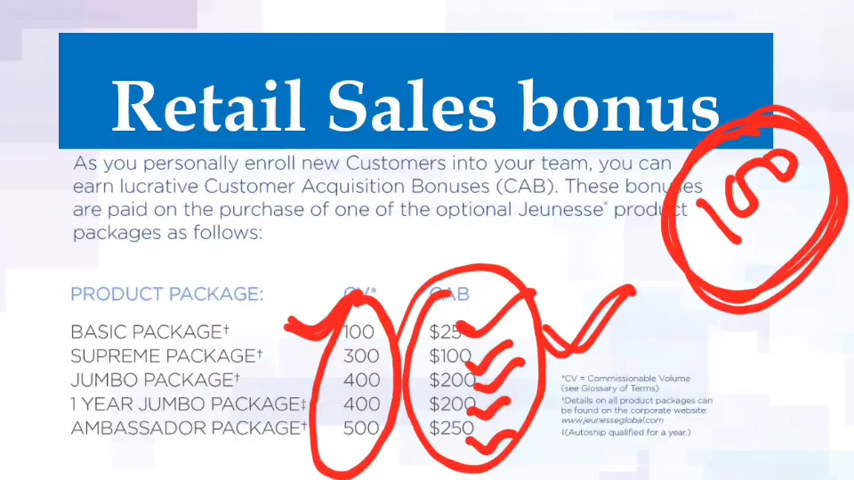 Retail Sales bonus
As you personally enroll new Customers into your team, you can
earn lucrative Customer Acquisition Bonuses (CAB). These bonuses
are paid on the purchase of one of the optional Jeunesse® product
packages as follows:
100
PRODUCT PACKAGE: CV* CAB
BASIC PACKAGE† 100 $25
SUPREME PACKAGE† 300 $100
JUMBO PACKAGE† 400 $200
1 YEAR JUMBO PACKAGE‡ 400 $200
AMBASSADOR PACKAGE† 500 $250
*CV = Commissionable Volume
(see Glossary of Terms)
†Details on all product packages can
be found on the corporate website:
www.jeunesseglobal.com
‡(Autoship qualified for a year.)